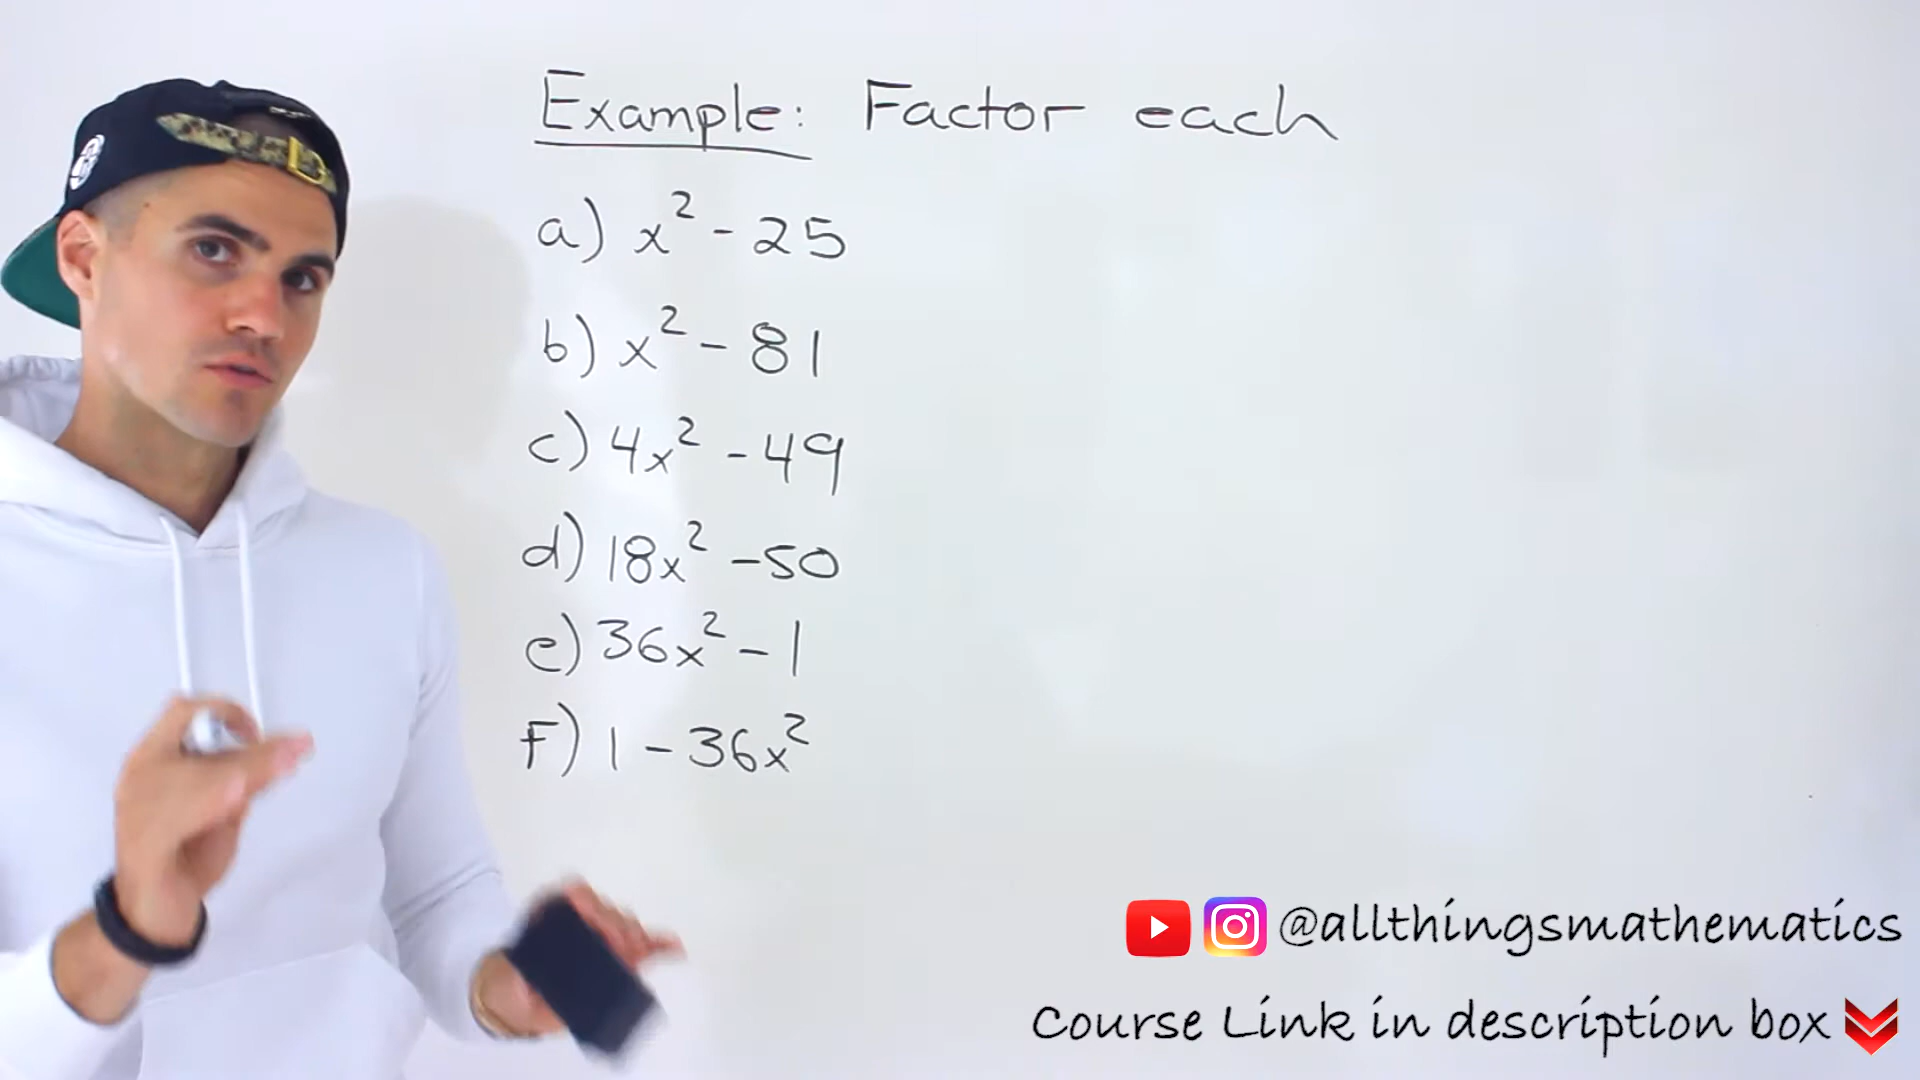 Example: Factor each
a) x² - 25
b) x² - 81
c) 4x² - 49
d) 18x² - 50
e) 36x² - 1
F) 1 - 36x²
@allthingsmathematics
Course Link in description box